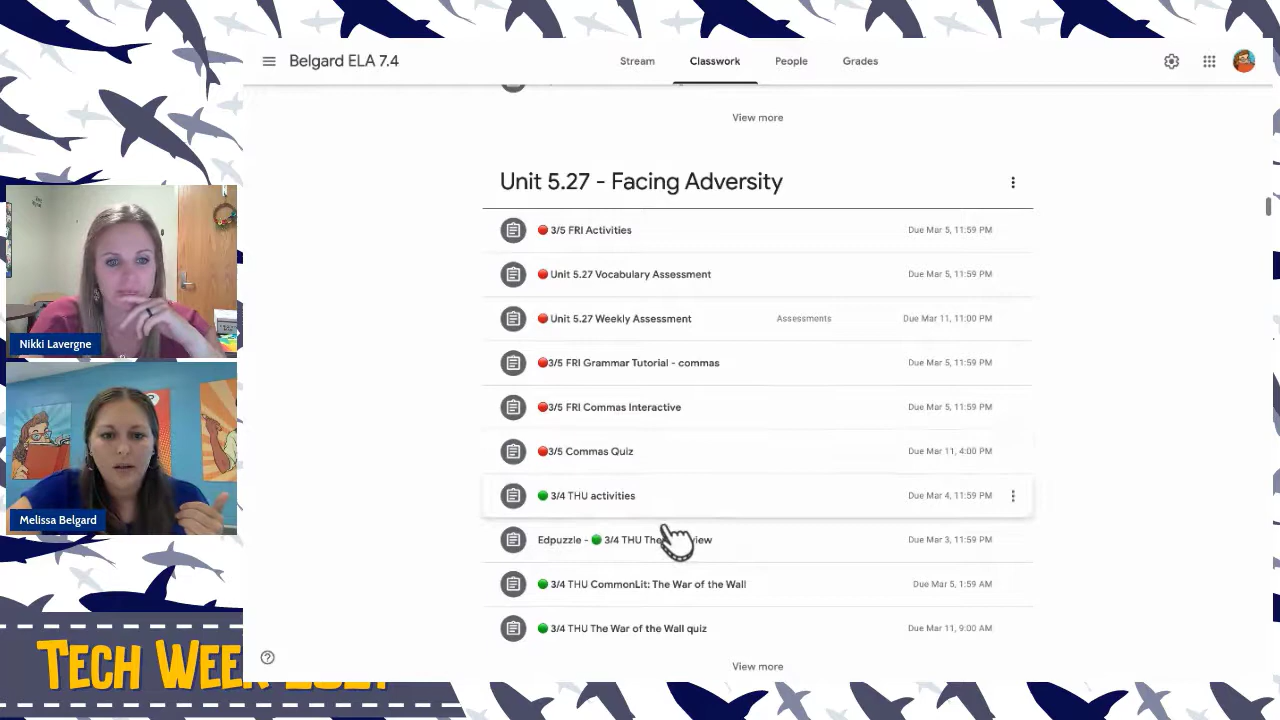 Belgard ELA 7.4
Stream
Classwork
People
Grades
View more
Unit 5.27 - Facing Adversity
3/5 FRI Activities Due Mar 5, 11:59 PM
Unit 5.27 Vocabulary Assessment Due Mar 5, 11:59 PM
Unit 5.27 Weekly Assessment Assessments Due Mar 11, 11:00 PM
3/5 FRI Grammar Tutorial - commas Due Mar 5, 11:59 PM
3/5 FRI Commas Interactive Due Mar 5, 11:59 PM
3/5 Commas Quiz Due Mar 11, 4:00 PM
3/4 THU activities Due Mar 4, 11:59 PM
Edpuzzle - 3/4 THU Due Mar 3, 11:59 PM
3/4 THU CommonLit: The War of the Wall Due Mar 5, 1:59 AM
3/4 THU The War of the Wall quiz Due Mar 11, 9:00 AM
View more
Nikki Lavergne
Melissa Belgard
TECH